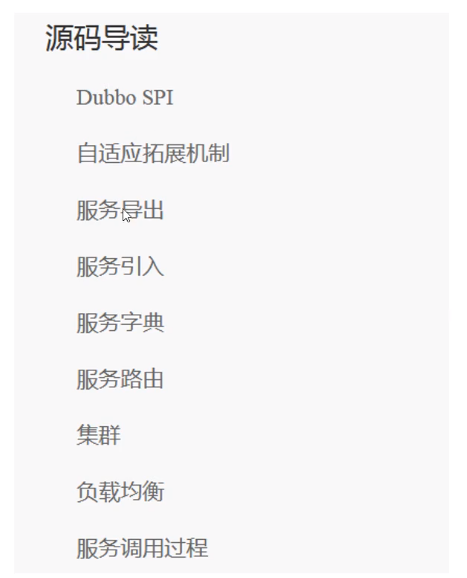 源码导读
Dubbo SPI
自适应拓展机制
服务导出
服务引入
服务字典
服务路由
集群
负载均衡
服务调用过程